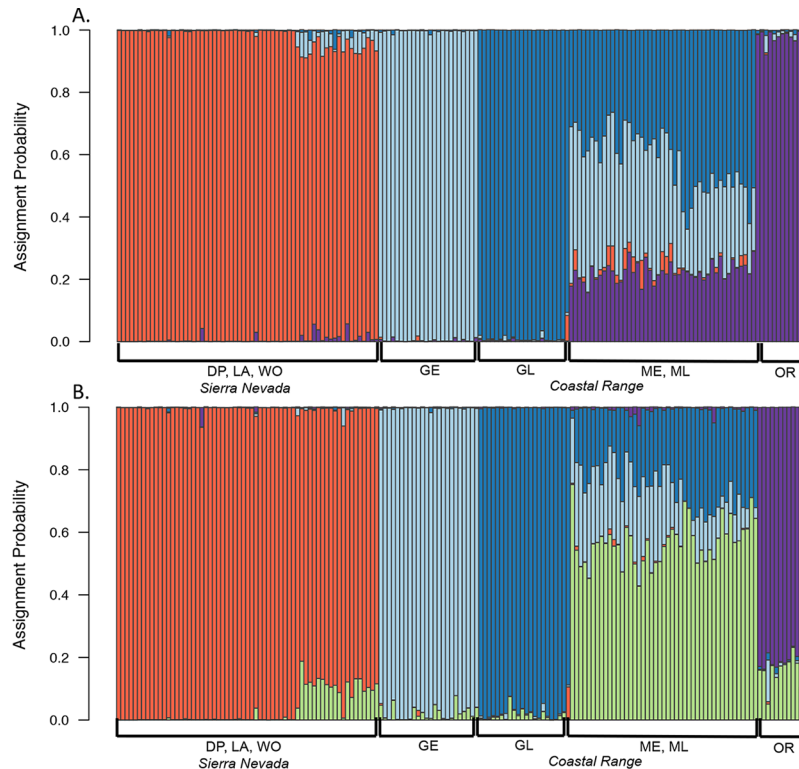 A.
Assignment Probability
1.0
0.8
0.6
0.4
0.2
0.0
DP, LA, WO GE GL ME, ML OR
Sierra Nevada Coastal Range
B.
Assignment Probability
1.0
0.8
0.6
0.4
0.2
0.0
DP, LA, WO GE GL ME, ML OR
Sierra Nevada Coastal Range